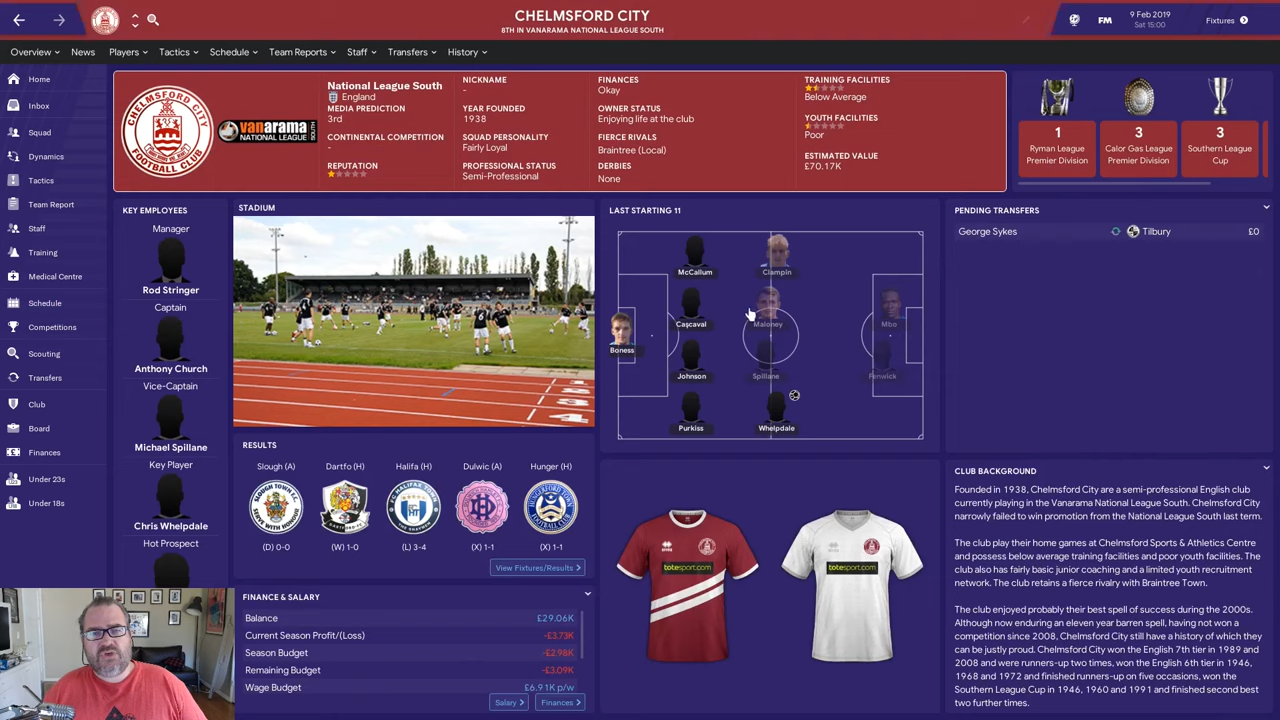 CHELMSFORD CITY
8TH IN VANARAMA NATIONAL LEAGUE SOUTH
FM
9 Feb 2019
Sat 15:00
Fixtures
Overview
News
Players
Tactics
Schedule
Team Reports
Staff
Transfers
History
Home
Inbox
Squad
Dynamics
Tactics
Team Report
Staff
Training
Medical Centre
Schedule
Competitions
Scouting
Transfers
Club
Board
Finances
Under 23s
Under 18s
vanarama
NATIONAL LEAGUE
SOUTH
National League South
England
MEDIA PREDICTION
3rd
CONTINENTAL COMPETITION
-
REPUTATION
NICKNAME
-
YEAR FOUNDED
1938
SQUAD PERSONALITY
Fairly Loyal
PROFESSIONAL STATUS
Semi-Professional
FINANCES
Okay
OWNER STATUS
Enjoying life at the club
FIERCE RIVALS
Braintree (Local)
DERBIES
None
TRAINING FACILITIES
Below Average
YOUTH FACILITIES
Poor
ESTIMATED VALUE
£70.17K
1
Ryman League
Premier Division
3
Calor Gas League
Premier Division
3
Southern League
Cup
KEY EMPLOYEES
Manager
Rod Stringer
Captain
Anthony Church
Vice-Captain
Michael Spillane
Key Player
Chris Whelpdale
Hot Prospect
STADIUM
RESULTS
Slough (A)
Dartfo (H)
Halifa (H)
Dulwic (A)
Hunger (H)
(D) 0-0
(W) 1-0
(L) 3-4
(X) 1-1
(X) 1-1
View Fixtures/Results
FINANCE & SALARY
Balance £29.06K
Current Season Profit/(Loss) -£3.73K
Season Budget -£2.98K
Remaining Budget -£3.09K
Wage Budget £6.91K p/w
Salary
Finances
LAST STARTING 11
McCallum
Clampin
Caşcaval
Maloney
Mbo
Boness
Johnson
Spillane
Fenwick
Purkiss
Whelpdale
totesport.com
totesport.com
PENDING TRANSFERS
George Sykes Tilbury £0
CLUB BACKGROUND
Founded in 1938, Chelmsford City are a semi-professional English club
currently playing in the Vanarama National League South. Chelmsford City
narrowly failed to win promotion from the National League South last term.
The club play their home games at Chelmsford Sports & Athletics Centre
and possess below average training facilities and poor youth facilities. The
club also has fairly basic junior coaching and a limited youth recruitment
network. The club retains a fierce rivalry with Braintree Town.
The club enjoyed probably their best spell of success during the 2000s.
Although now enduring an eleven year barren spell, having not won a
competition since 2008, Chelmsford City still have a history of which they
can be justly proud. Chelmsford City won the English 7th tier in 1989 and
2008 and were runners-up two times, won the English 6th tier in 1946,
1968 and 1972 and finished runners-up on five occasions, won the
Southern League Cup in 1946, 1960 and 1991 and finished second best
two further times.